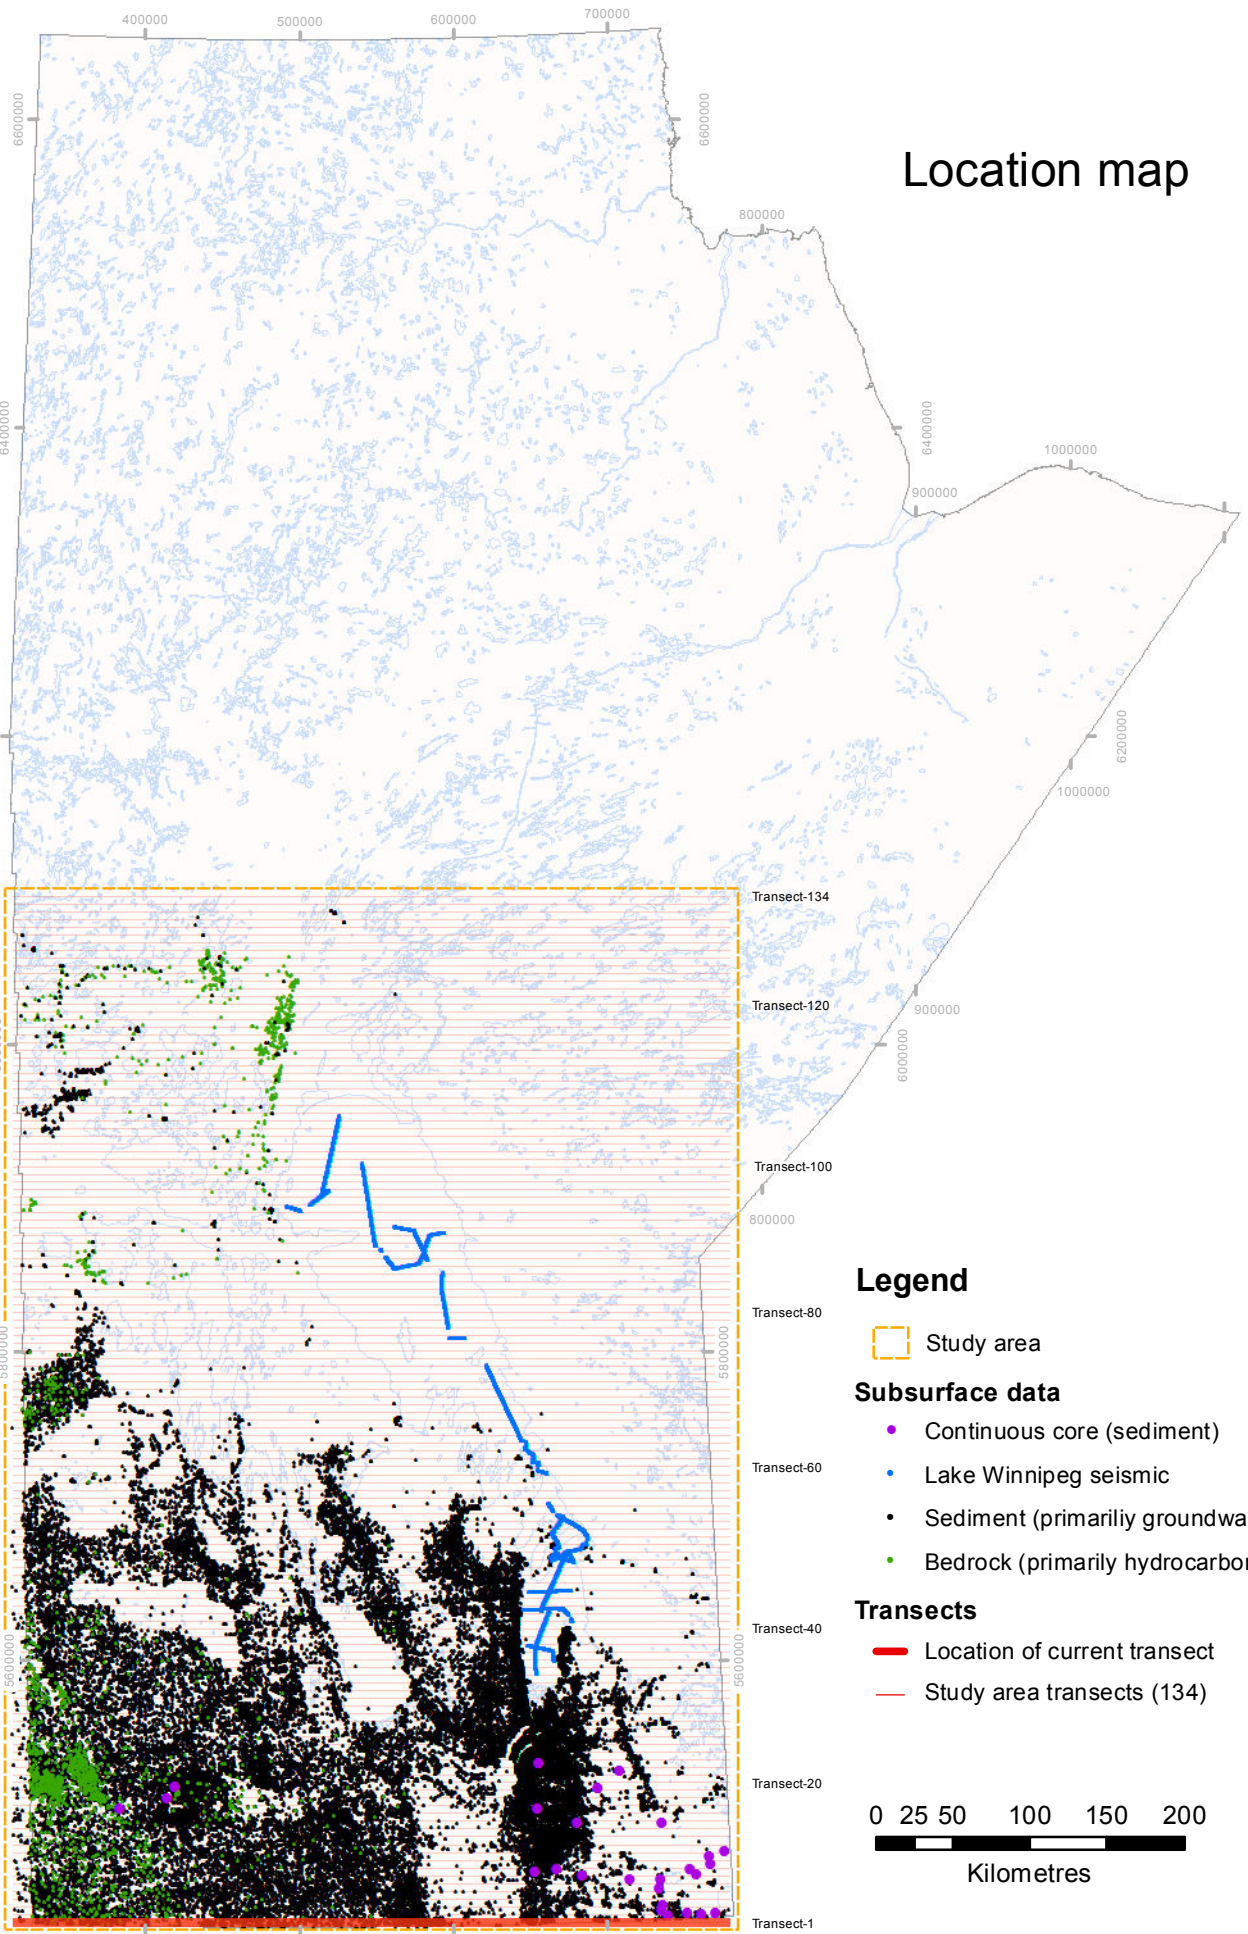 400000
500000
600000
700000
6600000
6600000
Location map
800000
6400000
6400000
1000000
900000
6200000
1000000
Transect-134
Transect-120
900000
6000000
Transect-100
800000
Legend
Transect-80
Study area
5800000
5800000
Subsurface data
Continuous core (sediment)
Transect-60
Lake Winnipeg seismic
Sediment (primariliy groundwa
Bedrock (primarily hydrocarbon
Transects
Transect-40
5600000
5600000
Location of current transect
Study area transects (134)
Transect-20
0 25 50 100 150 200
Kilometres
Transect-1